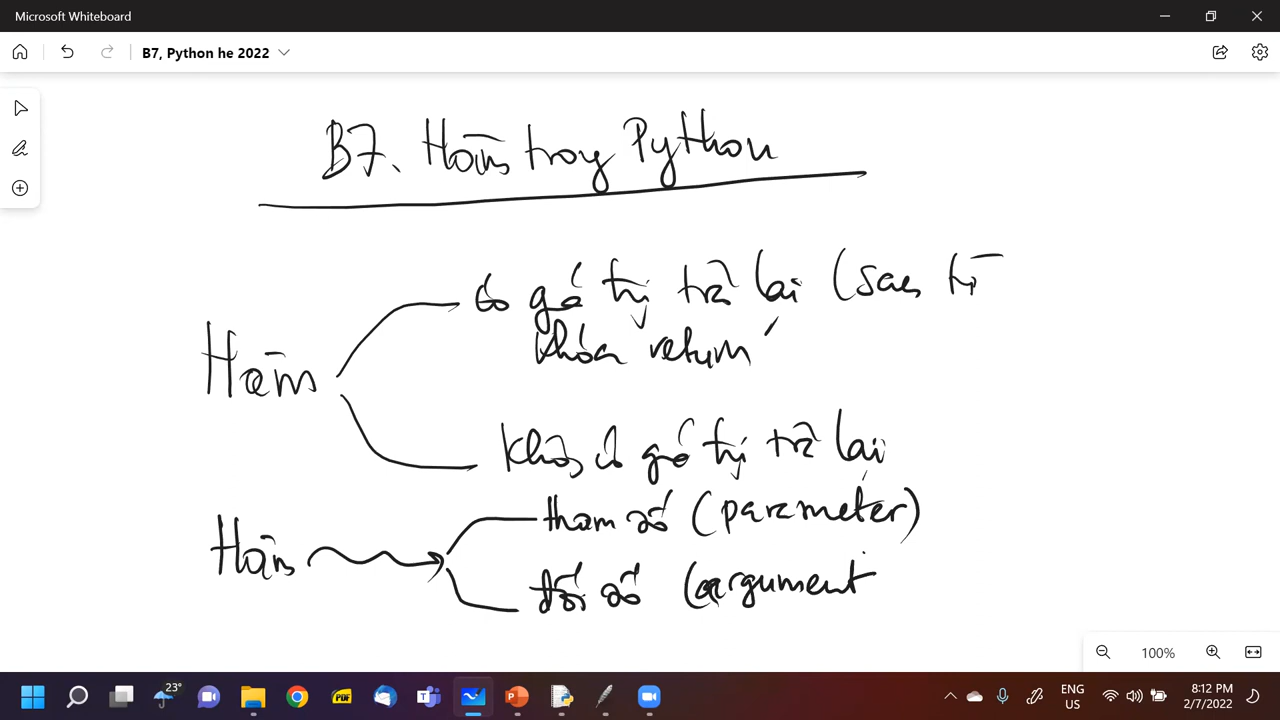 Microsoft Whiteboard
B7, Python he 2022
B7. Hàm trong Python
Hàm
có giá trị trả lại (sau từ
khóa return
Không có giá trị trả lại
Hàm
tham số (parameter)
đối số (argument
100%
23°
PDF
ENG
US
8:12 PM
2/7/2022